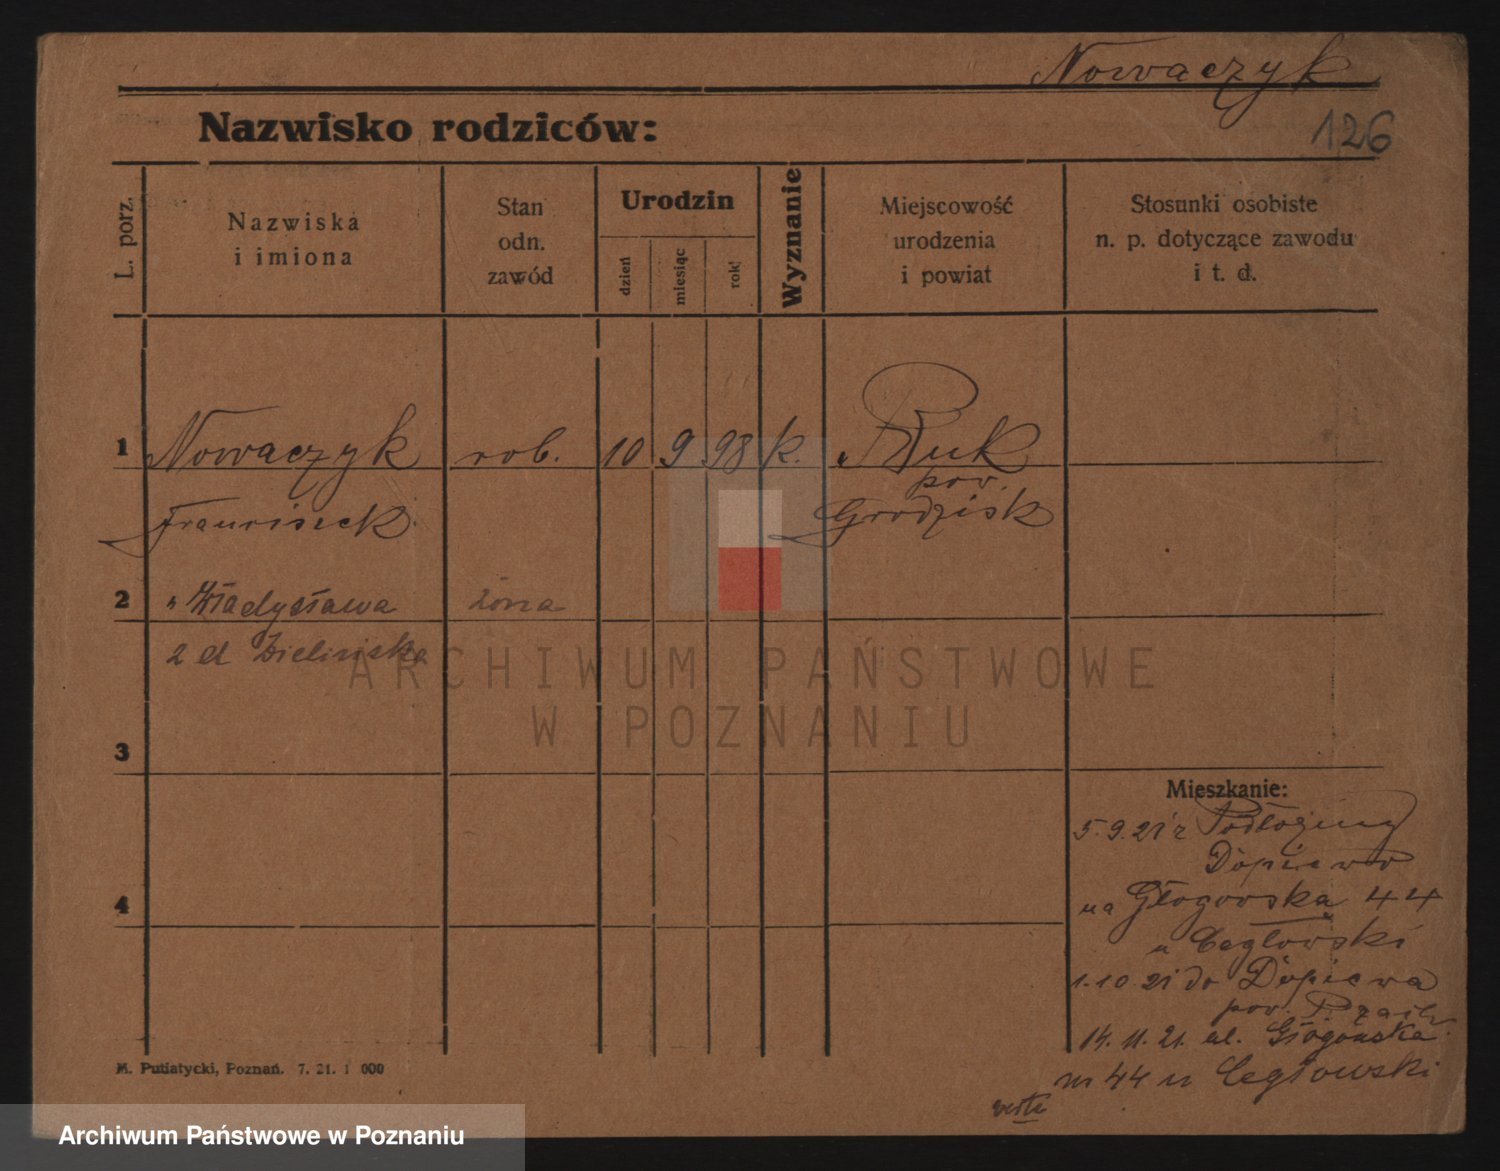 Nowaczyk
126
Nazwisko rodziców:
L. porz.
Nazwiska
i imiona
Stan
odn.
zawód
Urodzin
dzień
miesiąc
rok
Wyznanie
Miejscowość
urodzenia
i powiat
Stosunki osobiste
n. p. dotyczące zawodu
i t. d.
1 Nowaczyk rob. 10 9 98 k. Buk
pow.
Franciszek Grodzisk
2 " Władysława żona
z d Zielińska
ARCHIWUM PAŃSTWOWE
W POZNANIU
3
Mieszkanie:
5.9.21 z
Dopiewo
4
na Głogowska 44
u Cegłowski
1.10.21 do Dopiewa
pow.
14.11.21. ul. Głogowska
nr 44 u Cegłowski
verte
M. Putiatycki, Poznań. 7. 21. 1 000
Archiwum Państwowe w Poznaniu